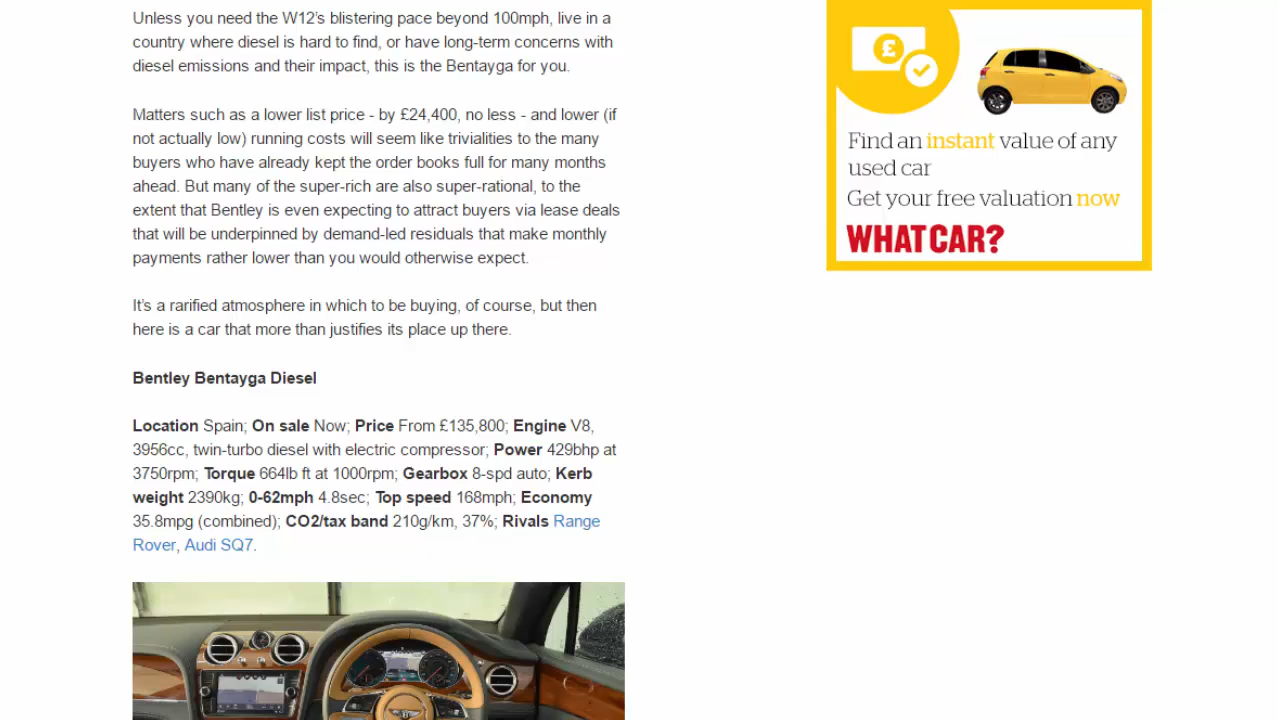 Unless you need the W12’s blistering pace beyond 100mph, live in a
country where diesel is hard to find, or have long-term concerns with
diesel emissions and their impact, this is the Bentayga for you.
Matters such as a lower list price - by £24,400, no less - and lower (if
not actually low) running costs will seem like trivialities to the many
buyers who have already kept the order books full for many months
ahead. But many of the super-rich are also super-rational, to the
extent that Bentley is even expecting to attract buyers via lease deals
that will be underpinned by demand-led residuals that make monthly
payments rather lower than you would otherwise expect.
It’s a rarified atmosphere in which to be buying, of course, but then
here is a car that more than justifies its place up there.
Bentley Bentayga Diesel
Location Spain; On sale Now; Price From £135,800; Engine V8,
3956cc, twin-turbo diesel with electric compressor; Power 429bhp at
3750rpm; Torque 664lb ft at 1000rpm; Gearbox 8-spd auto; Kerb
weight 2390kg; 0-62mph 4.8sec; Top speed 168mph; Economy
35.8mpg (combined); CO2/tax band 210g/km, 37%; Rivals Range
Rover, Audi SQ7.
£
Find an instant value of any
used car
Get your free valuation now
WHAT CAR?